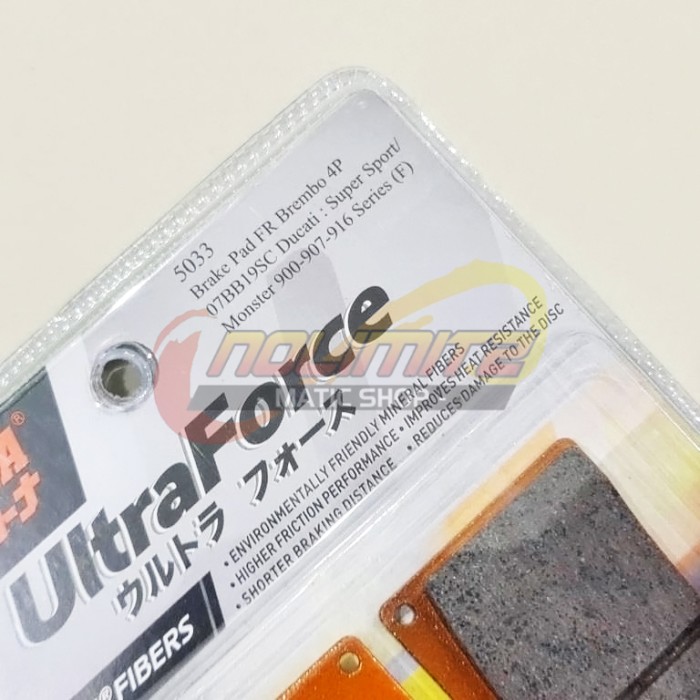 5033
Brake Pad FR Brembo 4P
07BB19SC Ducati : Super Sport/
Monster 900-907-916 Series (F)
MATIC SHOP
UltraForce
ウルトラ フォース
• ENVIRONMENTALLY FRIENDLY MINERAL FIBERS
• HIGHER FRICTION PERFORMANCE • IMPROVES HEAT RESISTANCE
• SHORTER BRAKING DISTANCE • REDUCES DAMAGE TO THE DISC
A®
ーナ
® FIBERS